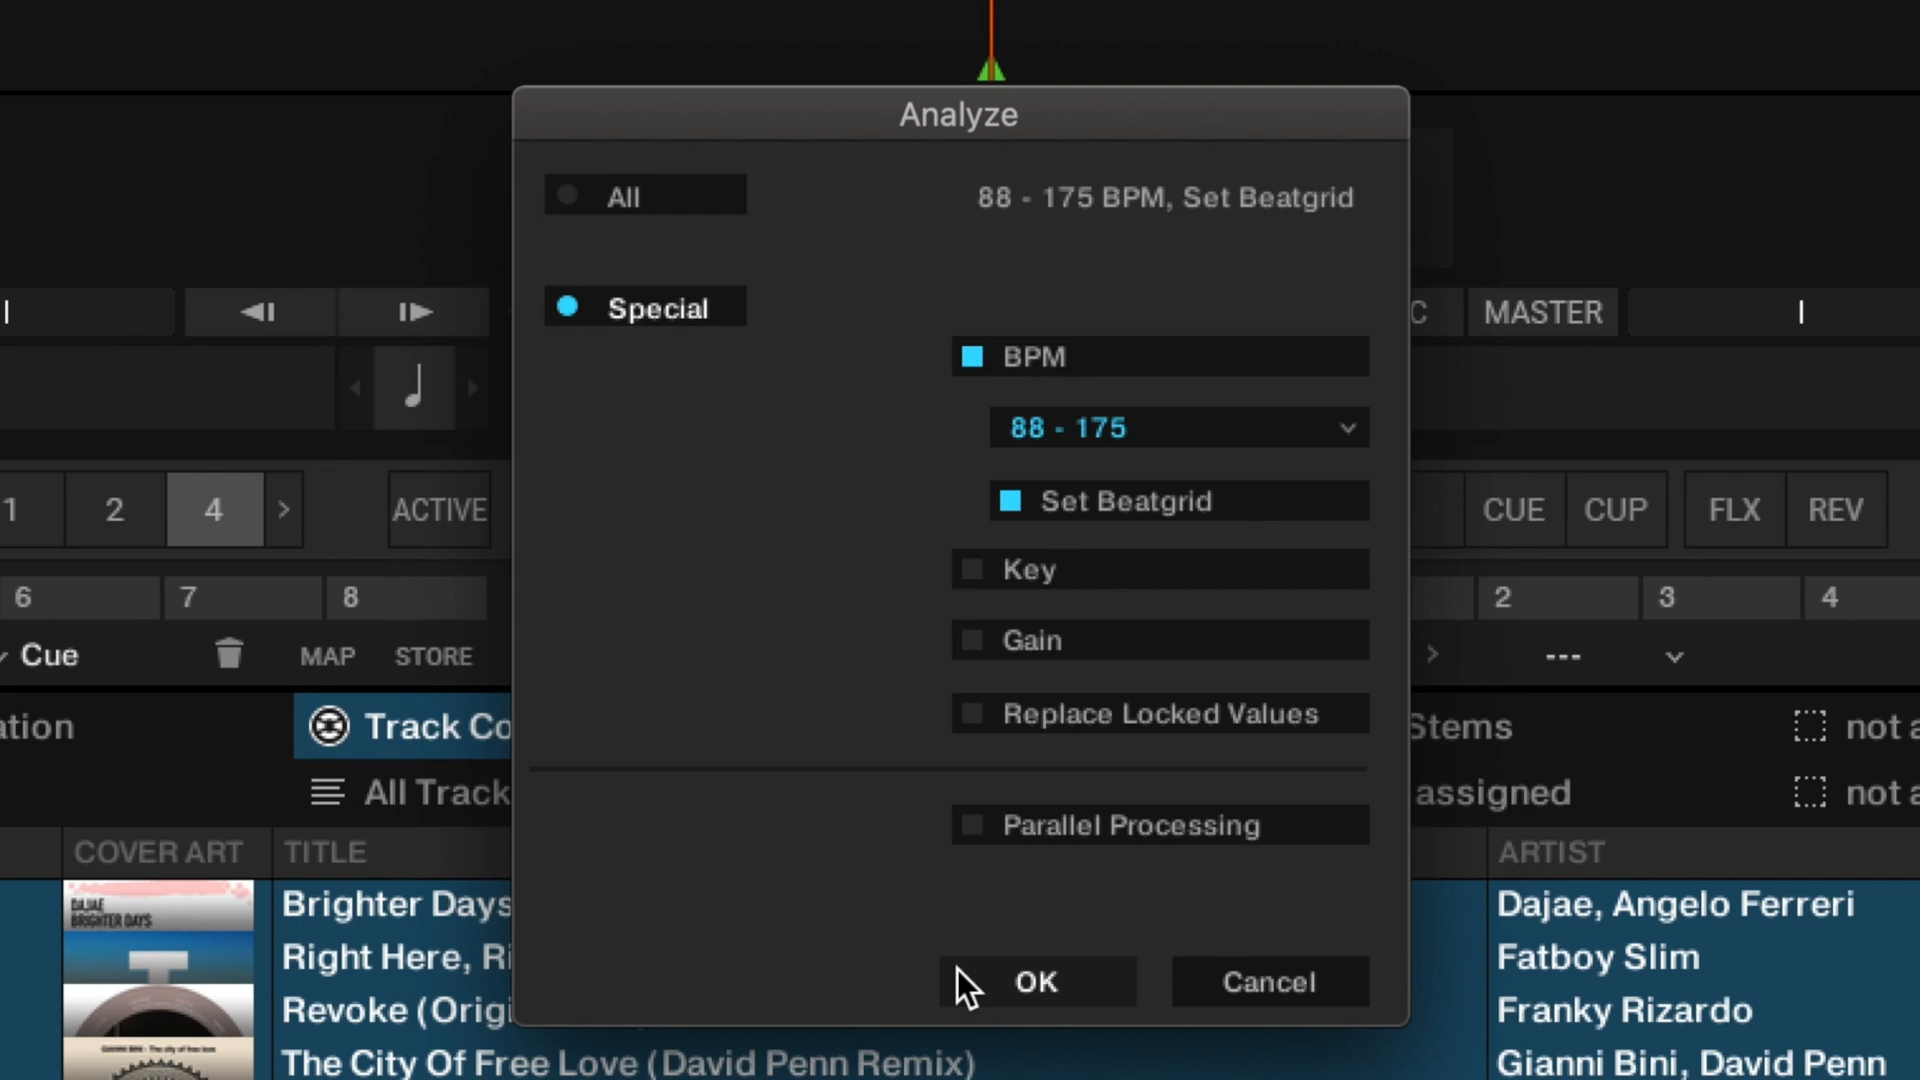 Analyze
All
88 - 175 BPM, Set Beatgrid
Special
C
MASTER
BPM
88 - 175
1
2
4
>
ACTIVE
Set Beatgrid
CUE
CUP
FLX
REV
Key
6
7
8
2
3
4
Gain
Cue
MAP
STORE
---
ation
Track Co
Replace Locked Values
Stems
not a
All Track
assigned
not a
Parallel Processing
COVER ART
TITLE
ARTIST
DAJAE
BRIGHTER DAYS
Brighter Days
Dajae, Angelo Ferreri
Right Here, Ri
Fatboy Slim
OK
Cancel
Revoke (Origi
Franky Rizardo
The City Of Free Love (David Penn Remix)
Gianni Bini, David Penn